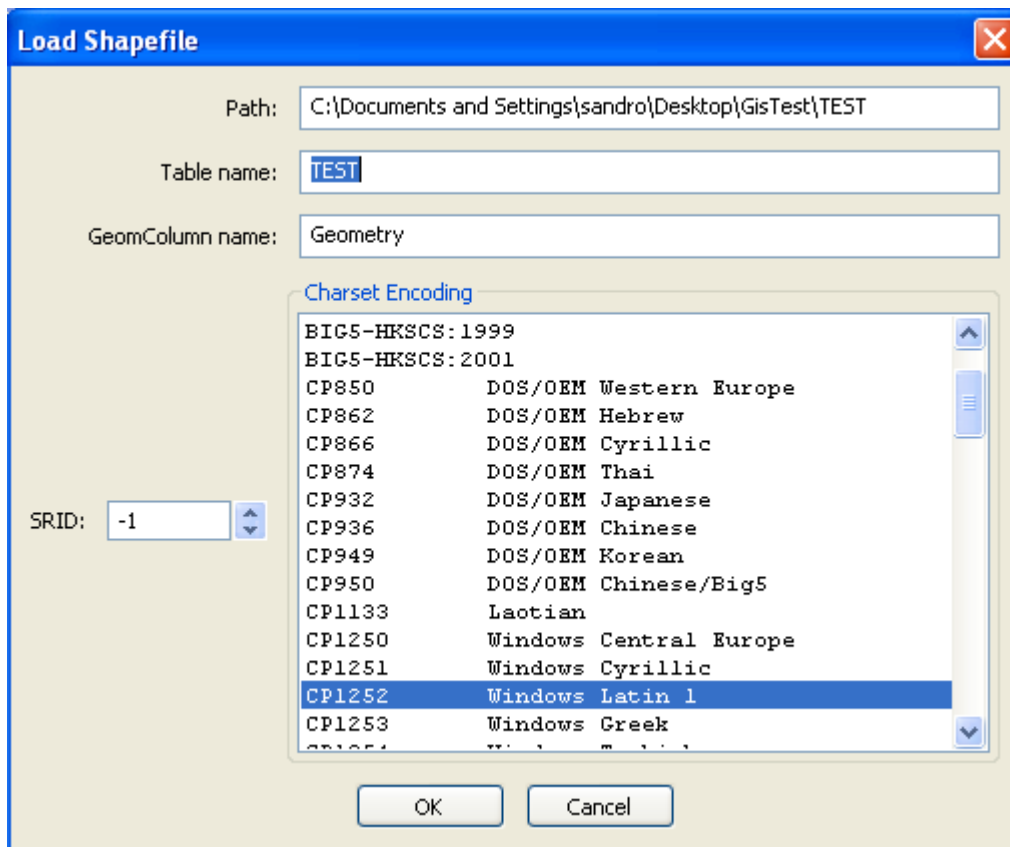 Load Shapefile
Path: C:\Documents and Settings\sandro\Desktop\GisTest\TEST
Table name: TEST
GeomColumn name: Geometry
Charset Encoding
BIG5-HKSCS:1999
BIG5-HKSCS:2001
CP850 DOS/OEM Western Europe
CP862 DOS/OEM Hebrew
CP866 DOS/OEM Cyrillic
CP874 DOS/OEM Thai
CP932 DOS/OEM Japanese
CP936 DOS/OEM Chinese
CP949 DOS/OEM Korean
CP950 DOS/OEM Chinese/Big5
CP1133 Laotian
CP1250 Windows Central Europe
CP1251 Windows Cyrillic
CP1252 Windows Latin 1
CP1253 Windows Greek
SRID: -1
OK Cancel